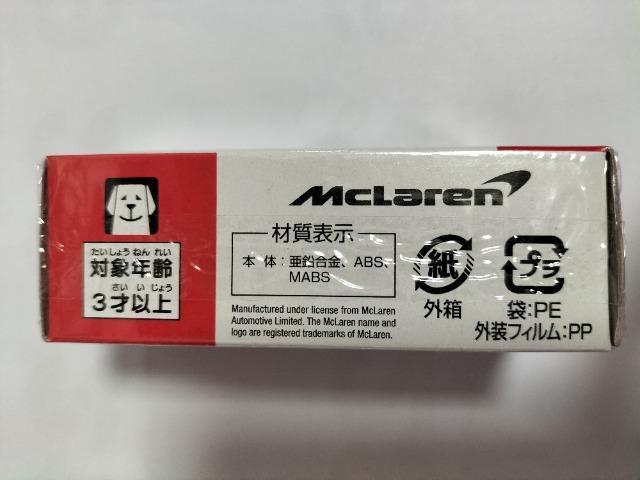 McLaren
たいしょう ねん れい
対象年齢
さい い じょう
3才以上
材質表示
本 体：亜鉛合金、ABS、
MABS
Manufactured under license from McLaren
Automotive Limited. The McLaren name and
logo are registered trademarks of McLaren.
紙
外箱
プラ
袋:PE
外装フィルム:PP